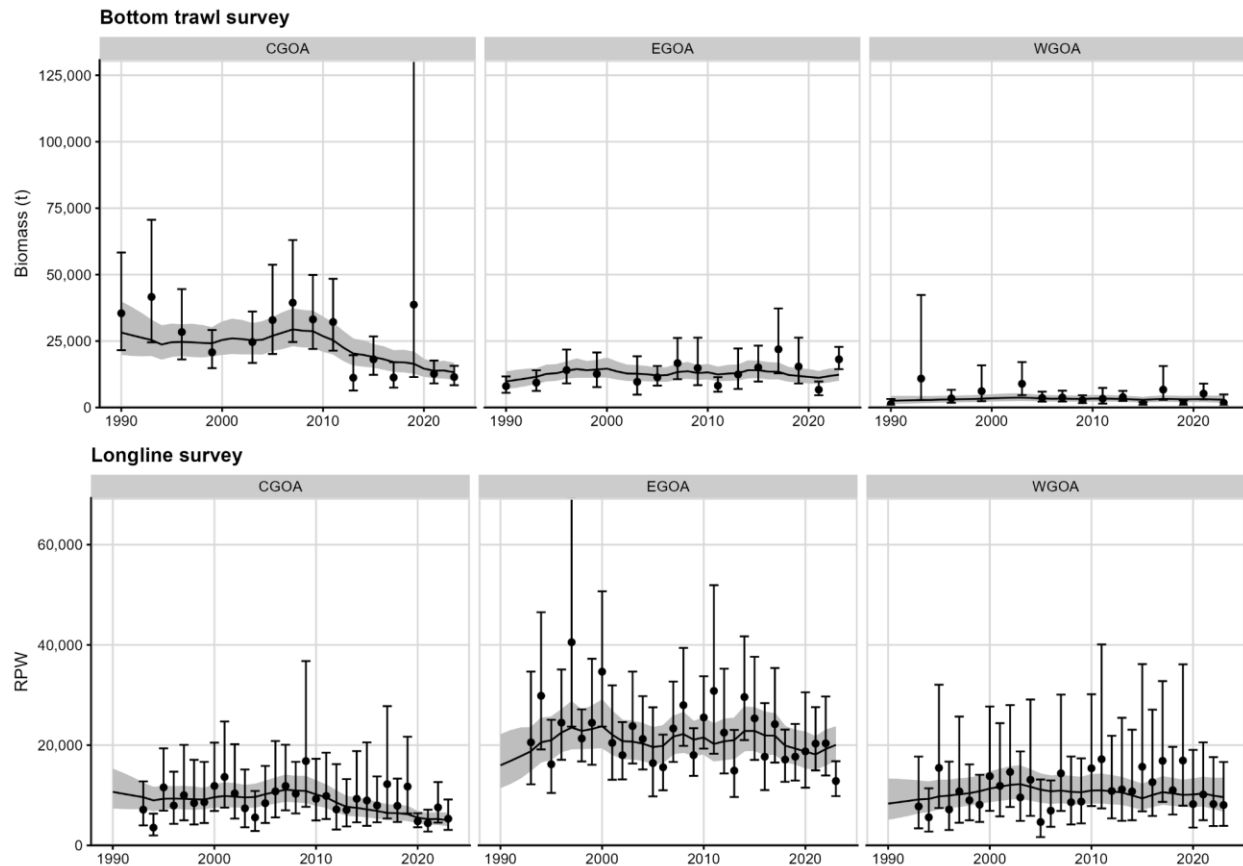 Bottom trawl survey
CGOA EGOA WGOA
125,000
100,000
75,000
50,000
25,000
0
Biomass (t)
1990 2000 2010 2020 1990 2000 2010 2020 1990 2000 2010 2020
Longline survey
CGOA EGOA WGOA
60,000
40,000
20,000
0
RPW
1990 2000 2010 2020 1990 2000 2010 2020 1990 2000 2010 2020